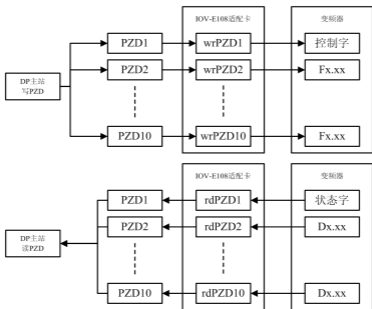 IOV-E108适配卡
变频器
PZD1
wrPZD1
控制字
PZD2
wrPZD2
Fx.xx
DP主站
写PZD
PZD10
wrPZD10
Fx.xx
IOV-E108适配卡
变频器
PZD1
rdPZD1
状态字
PZD2
rdPZD2
Dx.xx
DP主站
读PZD
PZD10
rdPZD10
Dx.xx